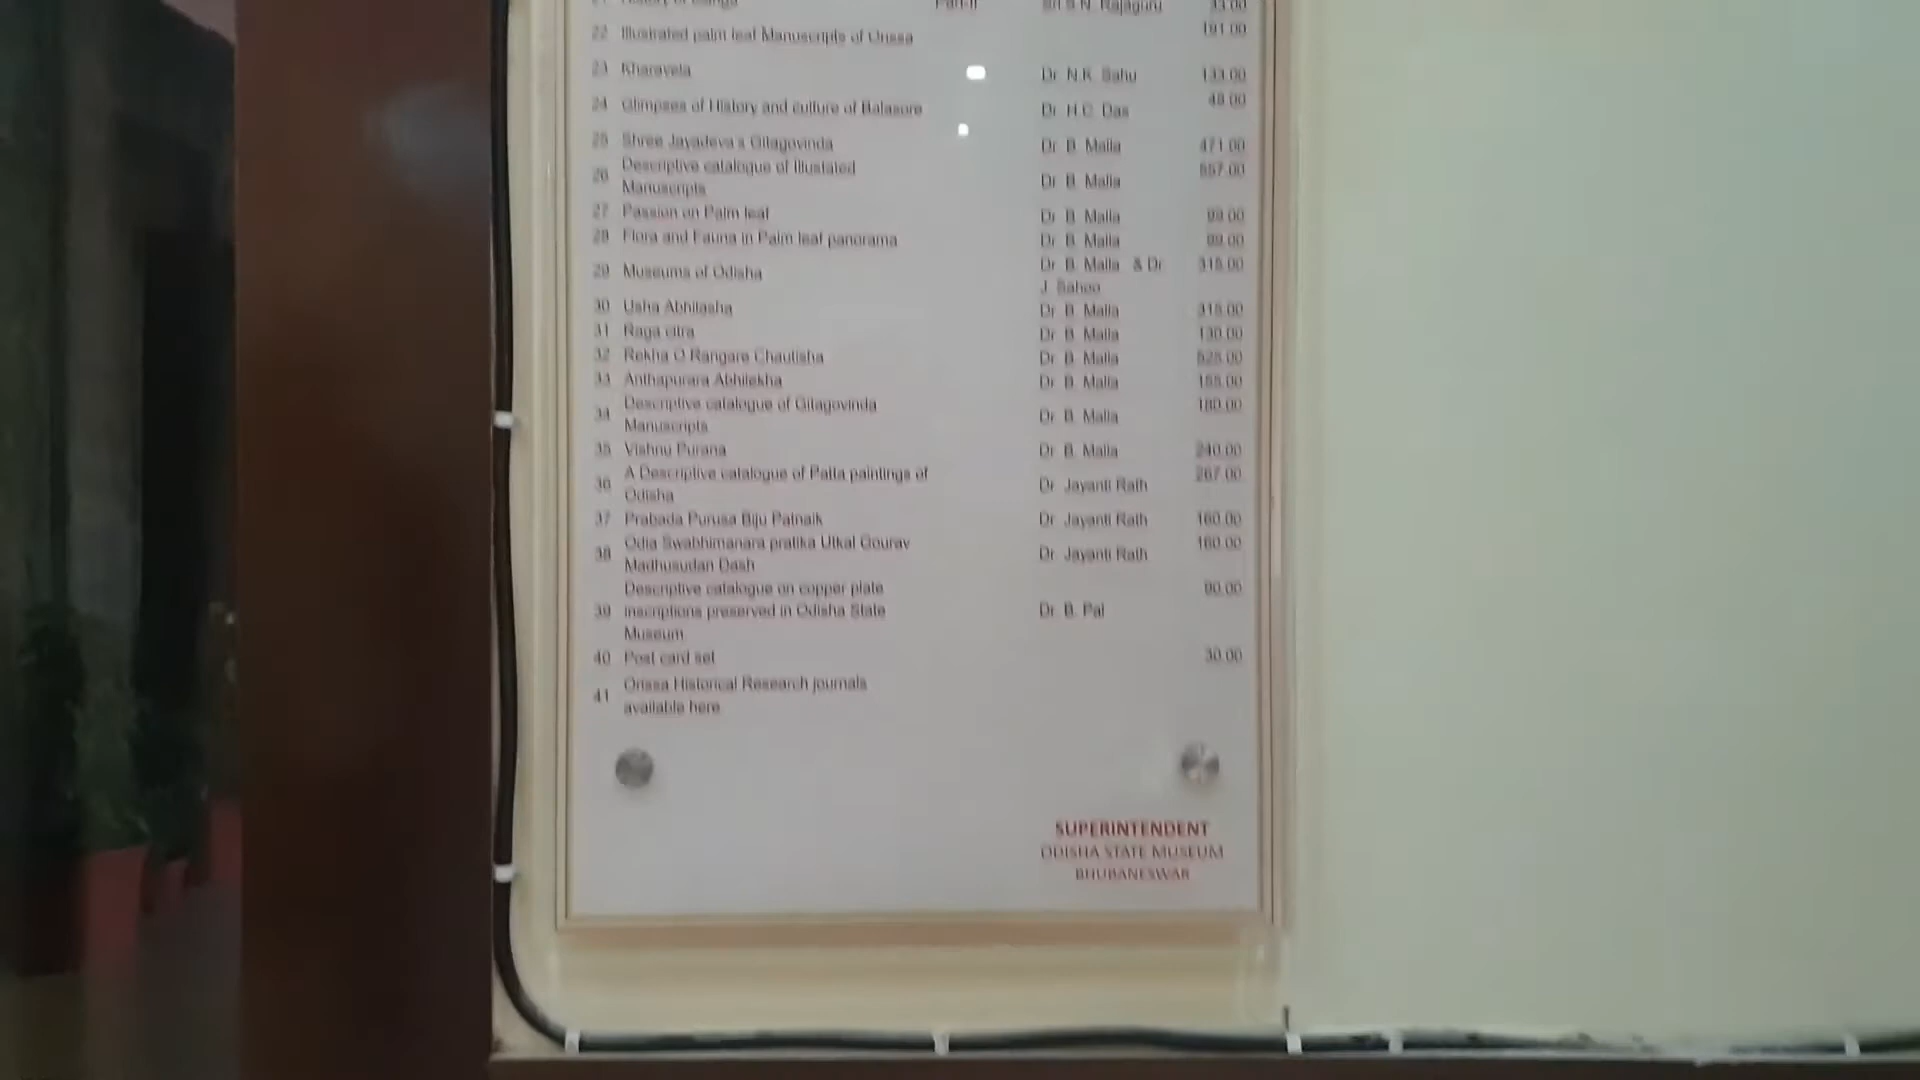 21 History of Ganga Part-II Sri S.N. Rajaguru 33.00
22 Illustrated palm leaf Manuscripts of Orissa 191.00
23 Kharavela Dr. N.K. Sahu 133.00
24 Glimpses of History and culture of Balasore Dr. H.C. Das 48.00
25 Shree Jayadeva's Gitagovinda Dr. B. Malla 471.00
26 Descriptive catalogue of Illustated Dr. B. Malla 557.00
Manuscripts
27 Passion on Palm leaf Dr. B. Malla 99.00
28 Flora and Fauna in Palm leaf panorama Dr. B. Malla 99.00
29 Museums of Odisha Dr. B. Malla & Dr. 315.00
J. Sahoo
30 Usha Abhilasha Dr. B. Malla 315.00
31 Raga citra Dr. B. Malla 130.00
32 Rekha O Rangare Chautisha Dr. B. Malla 525.00
33 Anthapurara Abhilekha Dr. B. Malla 155.00
34 Descriptive catalogue of Gitagovinda Dr. B. Malla 180.00
Manuscripts
35 Vishnu Purana Dr. B. Malla 240.00
36 A Descriptive catalogue of Patta paintings of Dr. Jayanti Rath 267.00
Odisha
37 Prabada Purusa Biju Patnaik Dr. Jayanti Rath 160.00
38 Odia Swabhimanara pratika Utkal Gourav Dr. Jayanti Rath 160.00
Madhusudan Dash
Descriptive catalogue on copper plate 90.00
39 inscriptions preserved in Odisha State Dr. B. Pal
Museum
40 Post card set 30.00
41 Orissa Historical Research journals
available here
SUPERINTENDENT
ODISHA STATE MUSEUM
BHUBANESWAR